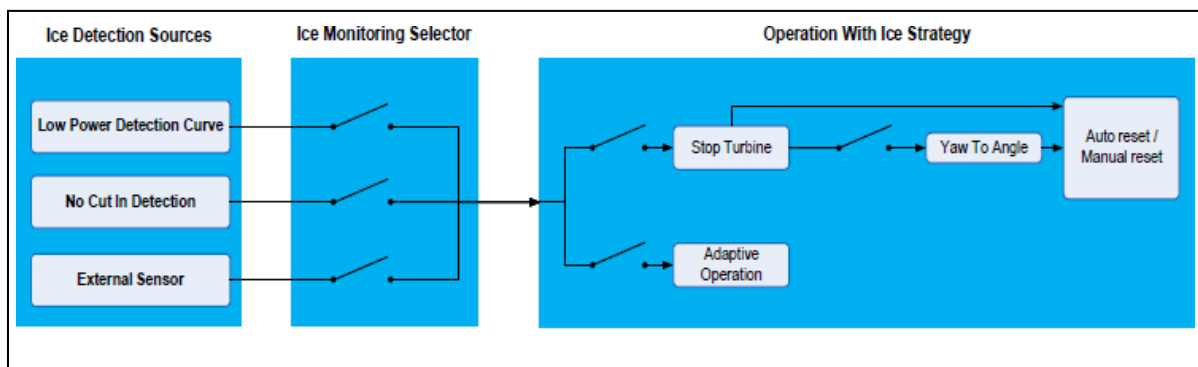 Ice Detection Sources
Ice Monitoring Selector
Operation With Ice Strategy
Low Power Detection Curve
No Cut In Detection
External Sensor
Stop Turbine
Yaw To Angle
Auto reset /
Manual reset
Adaptive
Operation